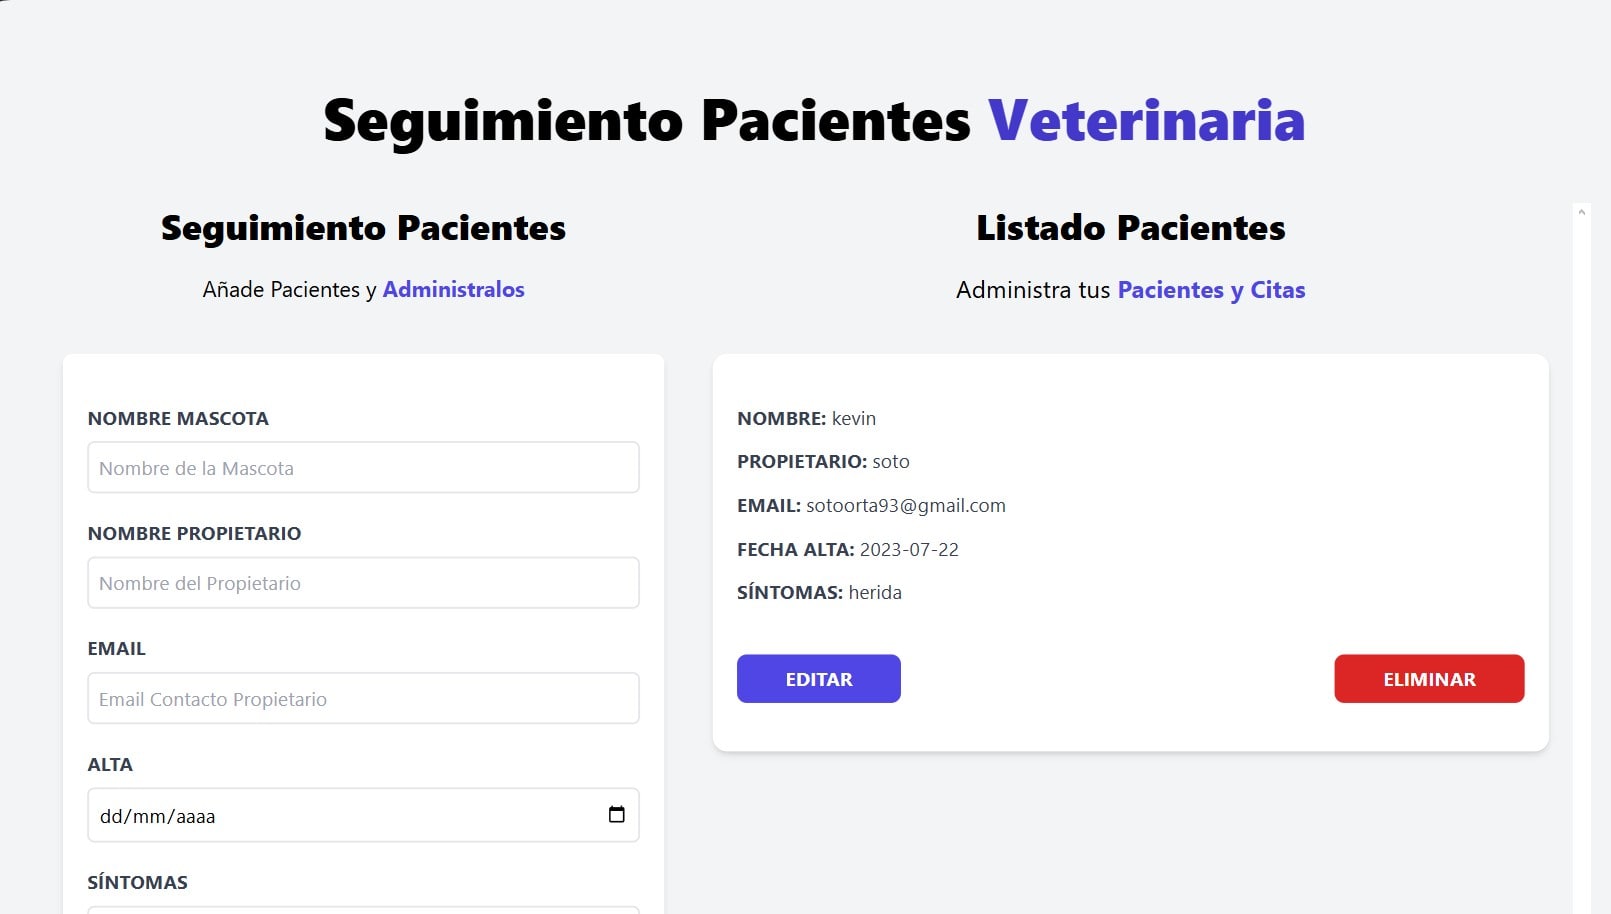 Seguimiento Pacientes Veterinaria
Seguimiento Pacientes
Añade Pacientes y Administralos
NOMBRE MASCOTA
Nombre de la Mascota
NOMBRE PROPIETARIO
Nombre del Propietario
EMAIL
Email Contacto Propietario
ALTA
dd/mm/aaaa
SÍNTOMAS
Listado Pacientes
Administra tus Pacientes y Citas
NOMBRE: kevin
PROPIETARIO: soto
EMAIL: sotoorta93@gmail.com
FECHA ALTA: 2023-07-22
SÍNTOMAS: herida
EDITAR
ELIMINAR